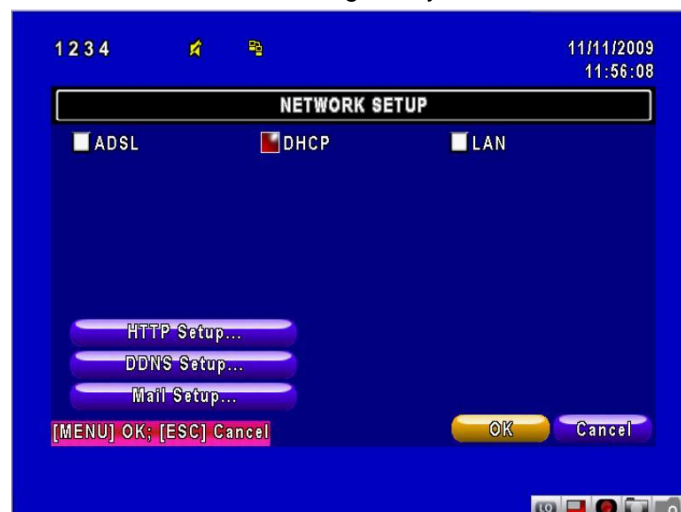 1234 11/11/2009
11:56:08
NETWORK SETUP
ADSL DHCP LAN
HTTP Setup...
DDNS Setup...
Mail Setup...
[MENU] OK; [ESC] Cancel OK Cancel